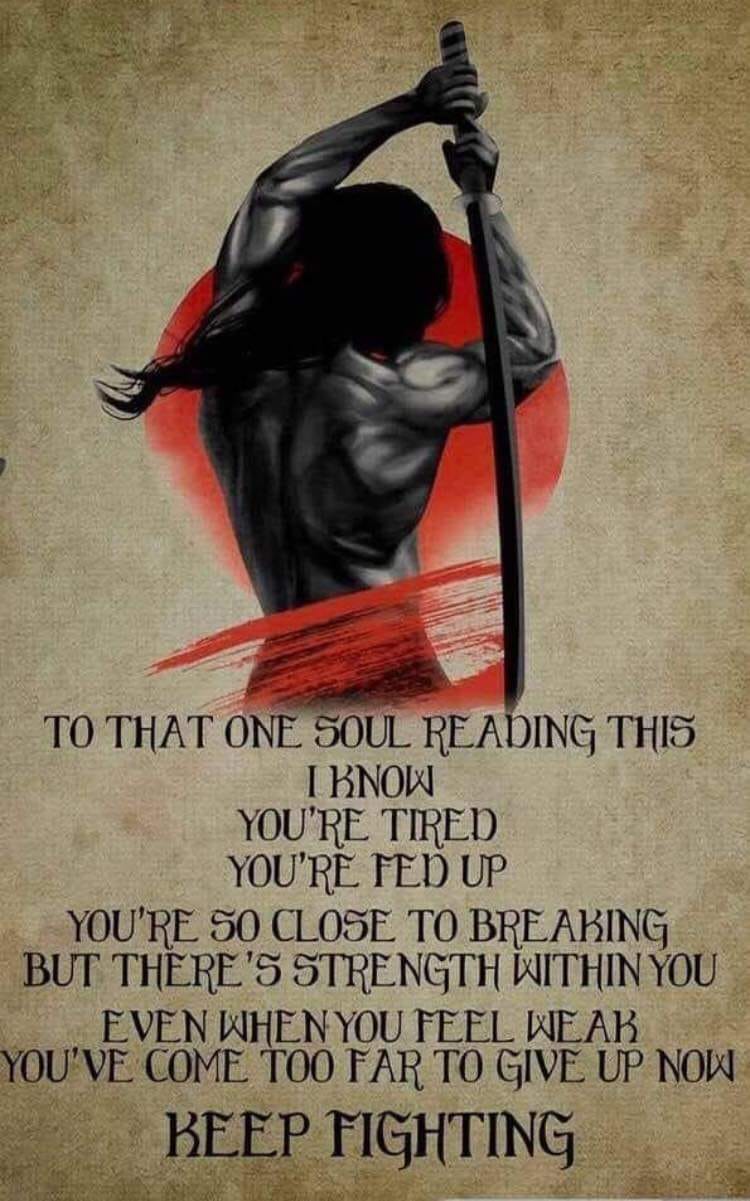 TO THAT ONE SOUL READING THIS
I KNOW
YOU'RE TIRED
YOU'RE FED UP
YOU'RE SO CLOSE TO BREAKING
BUT THERE'S STRENGTH WITHIN YOU
EVEN WHEN YOU FEEL WEAK
YOU'VE COME TOO FAR TO GIVE UP NOW
KEEP FIGHTING